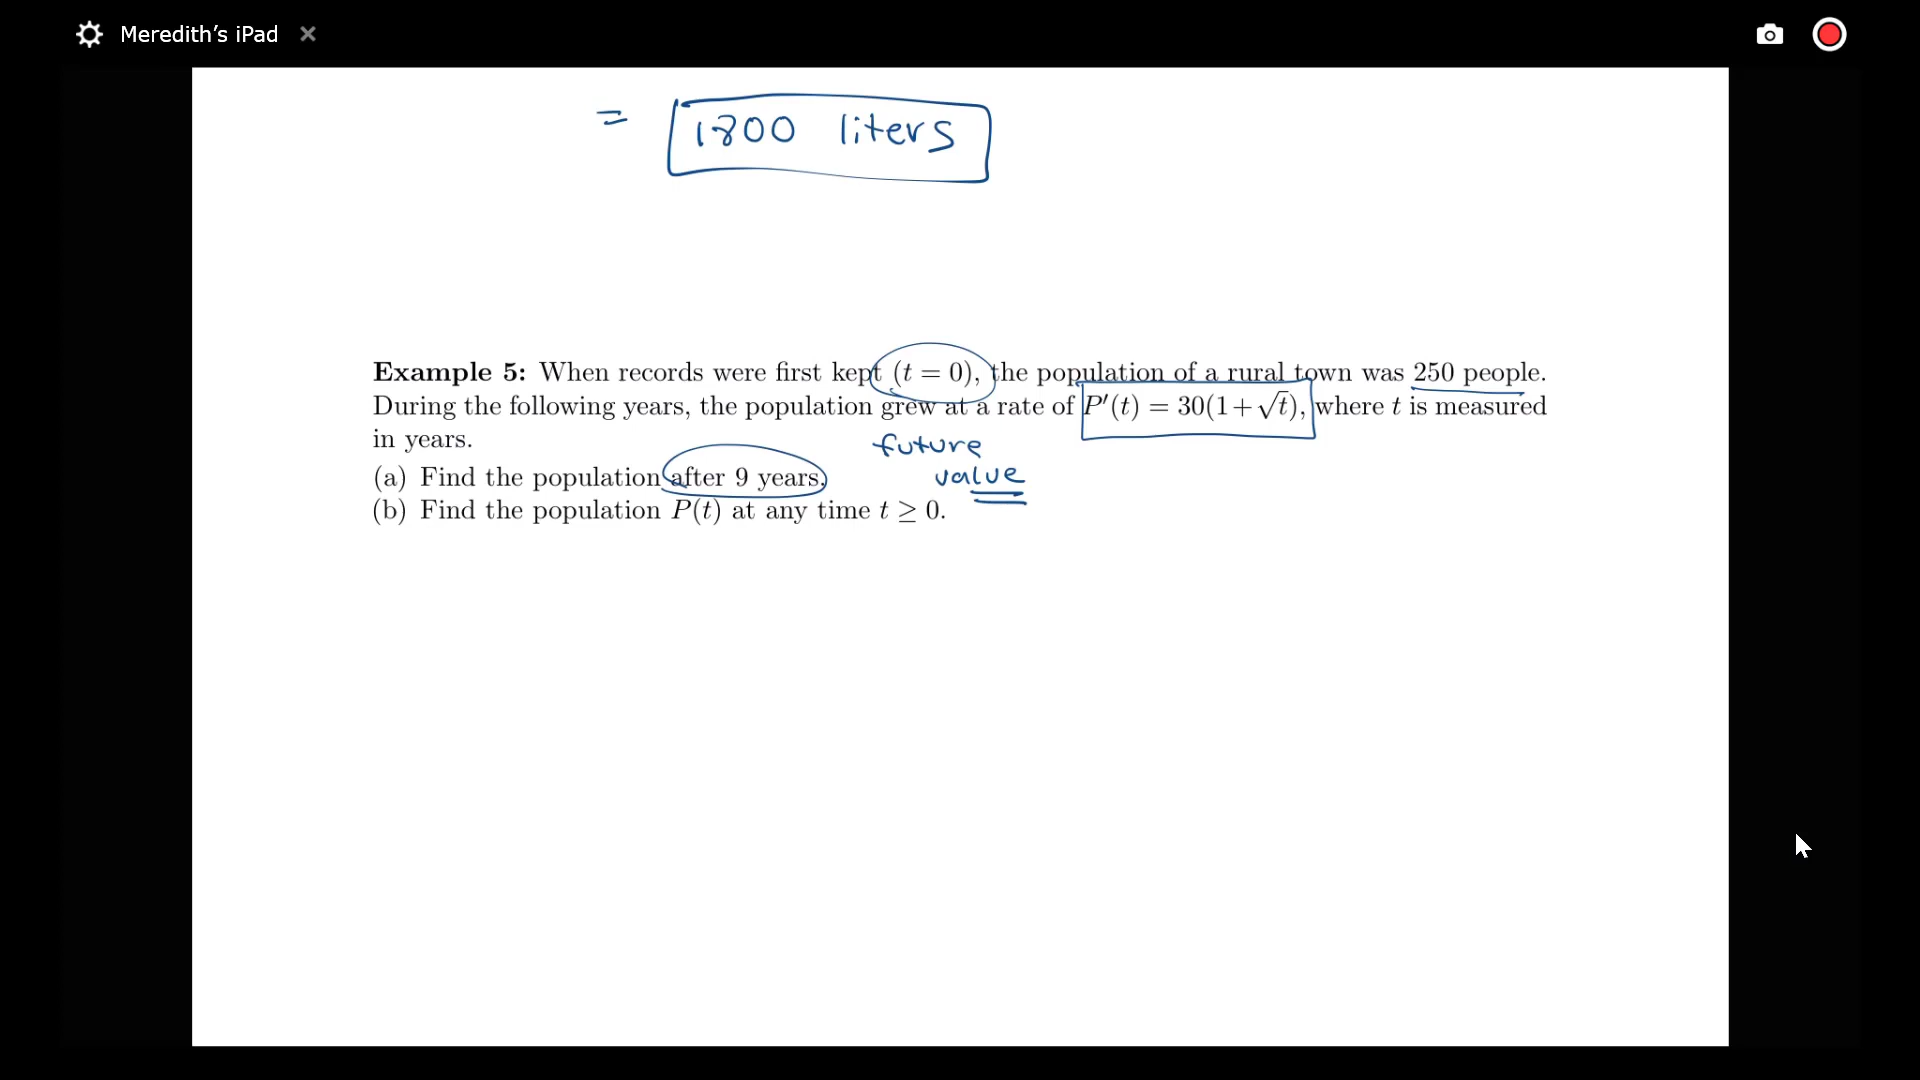 Meredith's iPad
= 1800 liters
Example 5: When records were first kept (t = 0), the population of a rural town was 250 people.
During the following years, the population grew at a rate of P′(t) = 30(1+√t), where t is measured
in years.
future
(a) Find the population after 9 years. value
(b) Find the population P(t) at any time t ≥ 0.